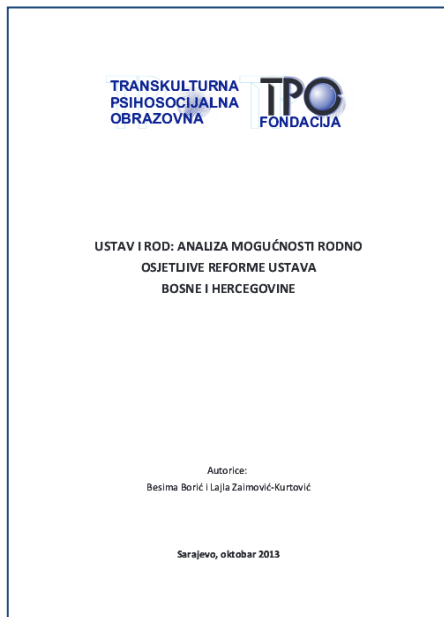 TRANSKULTURNA
PSIHOSOCIJALNA
OBRAZOVNA
TPO
FONDACIJA
USTAV I ROD: ANALIZA MOGUĆNOSTI RODNO
OSJETLJIVE REFORME USTAVA
BOSNE I HERCEGOVINE
Autorice:
Besima Borić i Lajla Zaimović-Kurtović
Sarajevo, oktobar 2013